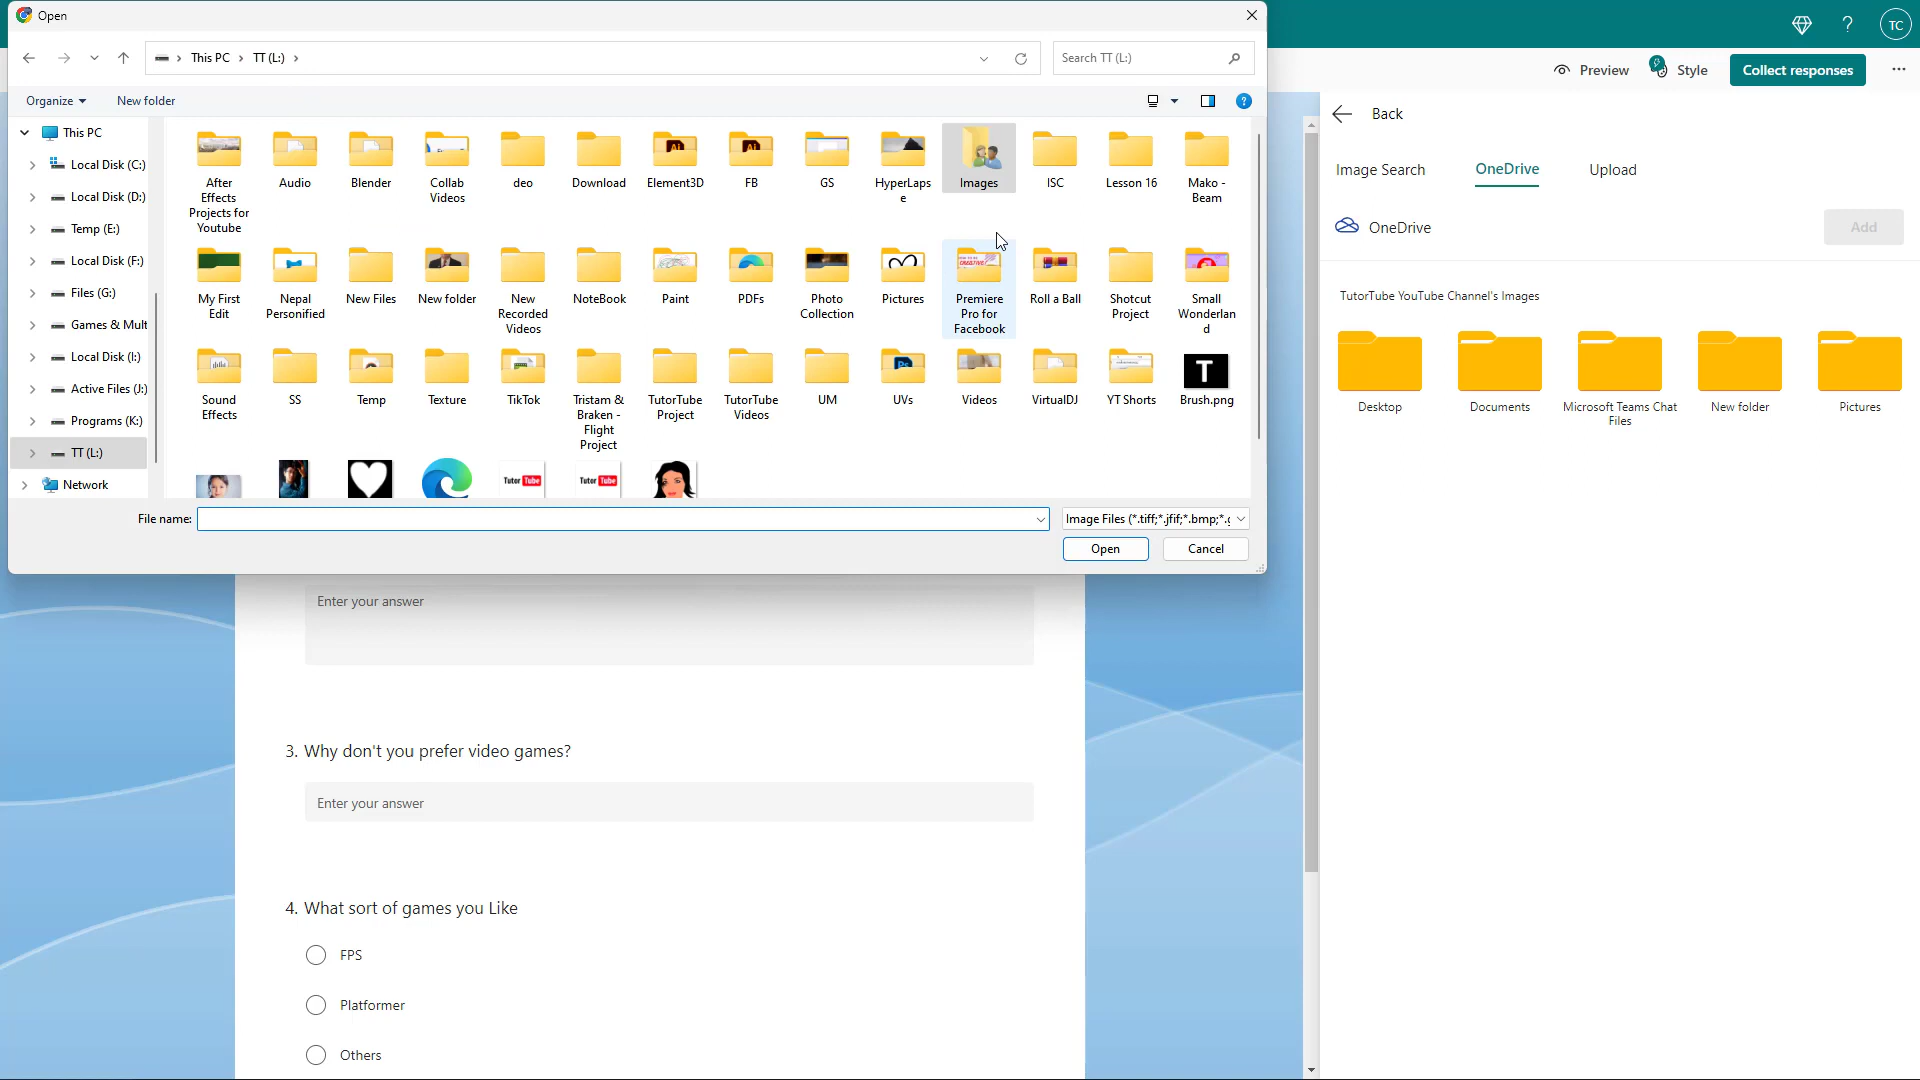 Open
This PC
TT (L:)
Search TT (L:)
Organize
New folder
This PC
Local Disk (C:)
Local Disk (D:)
Temp (E:)
Local Disk (F:)
Files (G:)
Games & Mult
Local Disk (I:)
Active Files (J:)
Programs (K:)
TT (L:)
Network
After
Effects
Projects for
Youtube
Audio
Blender
Collab
Videos
deo
Download
Element3D
FB
GS
HyperLaps
e
Images
ISC
Lesson 16
Mako -
Beam
My First
Edit
Nepal
Personified
New Files
New folder
New
Recorded
Videos
NoteBook
Paint
PDFs
Photo
Collection
Pictures
Premiere
Pro for
Facebook
Roll a Ball
Shotcut
Project
Small
Wonderlan
d
Sound
Effects
SS
Temp
Texture
TikTok
Tristam &
Braken -
Flight
Project
TutorTube
Project
TutorTube
Videos
UM
UVs
Videos
VirtualDJ
YT Shorts
T
Brush.png
Tutor Tube
Tutor Tube
File name:
Image Files (*.tiff;*.jfif;*.bmp;*.g
Open
Cancel
TC
Preview
Style
Collect responses
Back
Image Search
OneDrive
Upload
OneDrive
Add
TutorTube YouTube Channel's Images
Desktop
Documents
Microsoft Teams Chat
Files
New folder
Pictures
Enter your answer
3. Why don't you prefer video games?
Enter your answer
4. What sort of games you Like
FPS
Platformer
Others